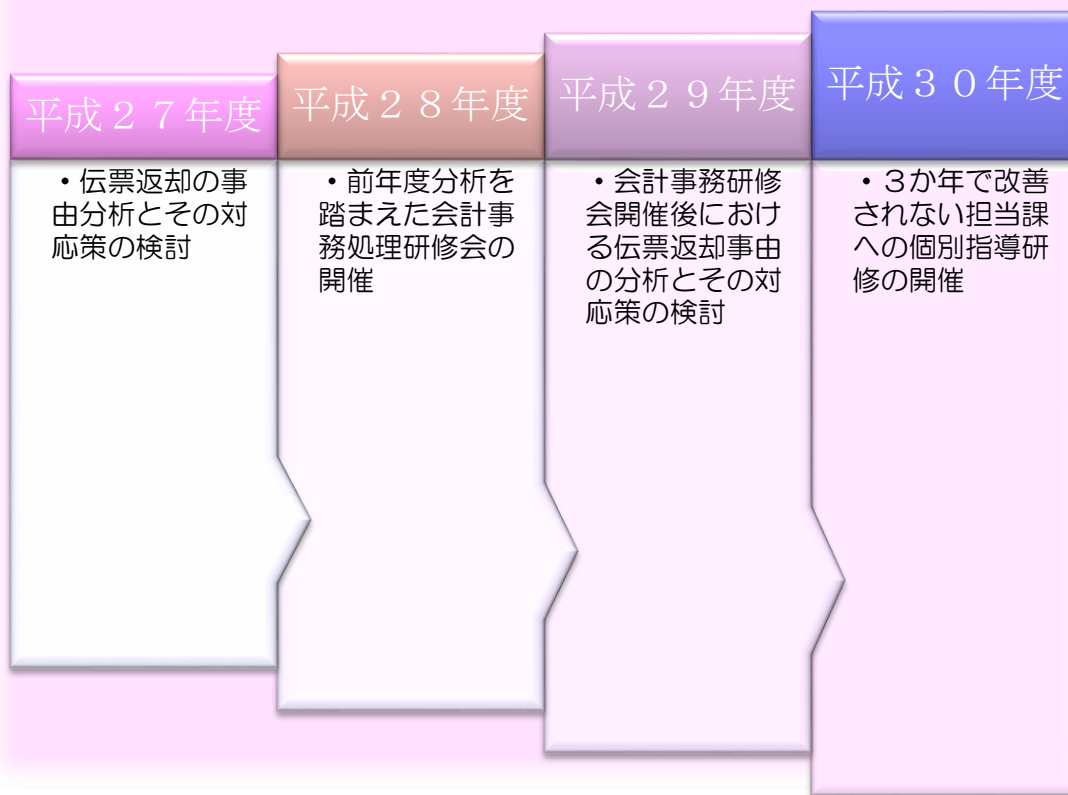 平成２７年度
・伝票返却の事
由分析とその対
応策の検討
平成２８年度
・前年度分析を
踏まえた会計事
務処理研修会の
開催
平成２９年度
・会計事務研修
会開催後におけ
る伝票返却事由
の分析とその対
応策の検討
平成３０年度
・３か年で改善
されない担当課
への個別指導研
修の開催